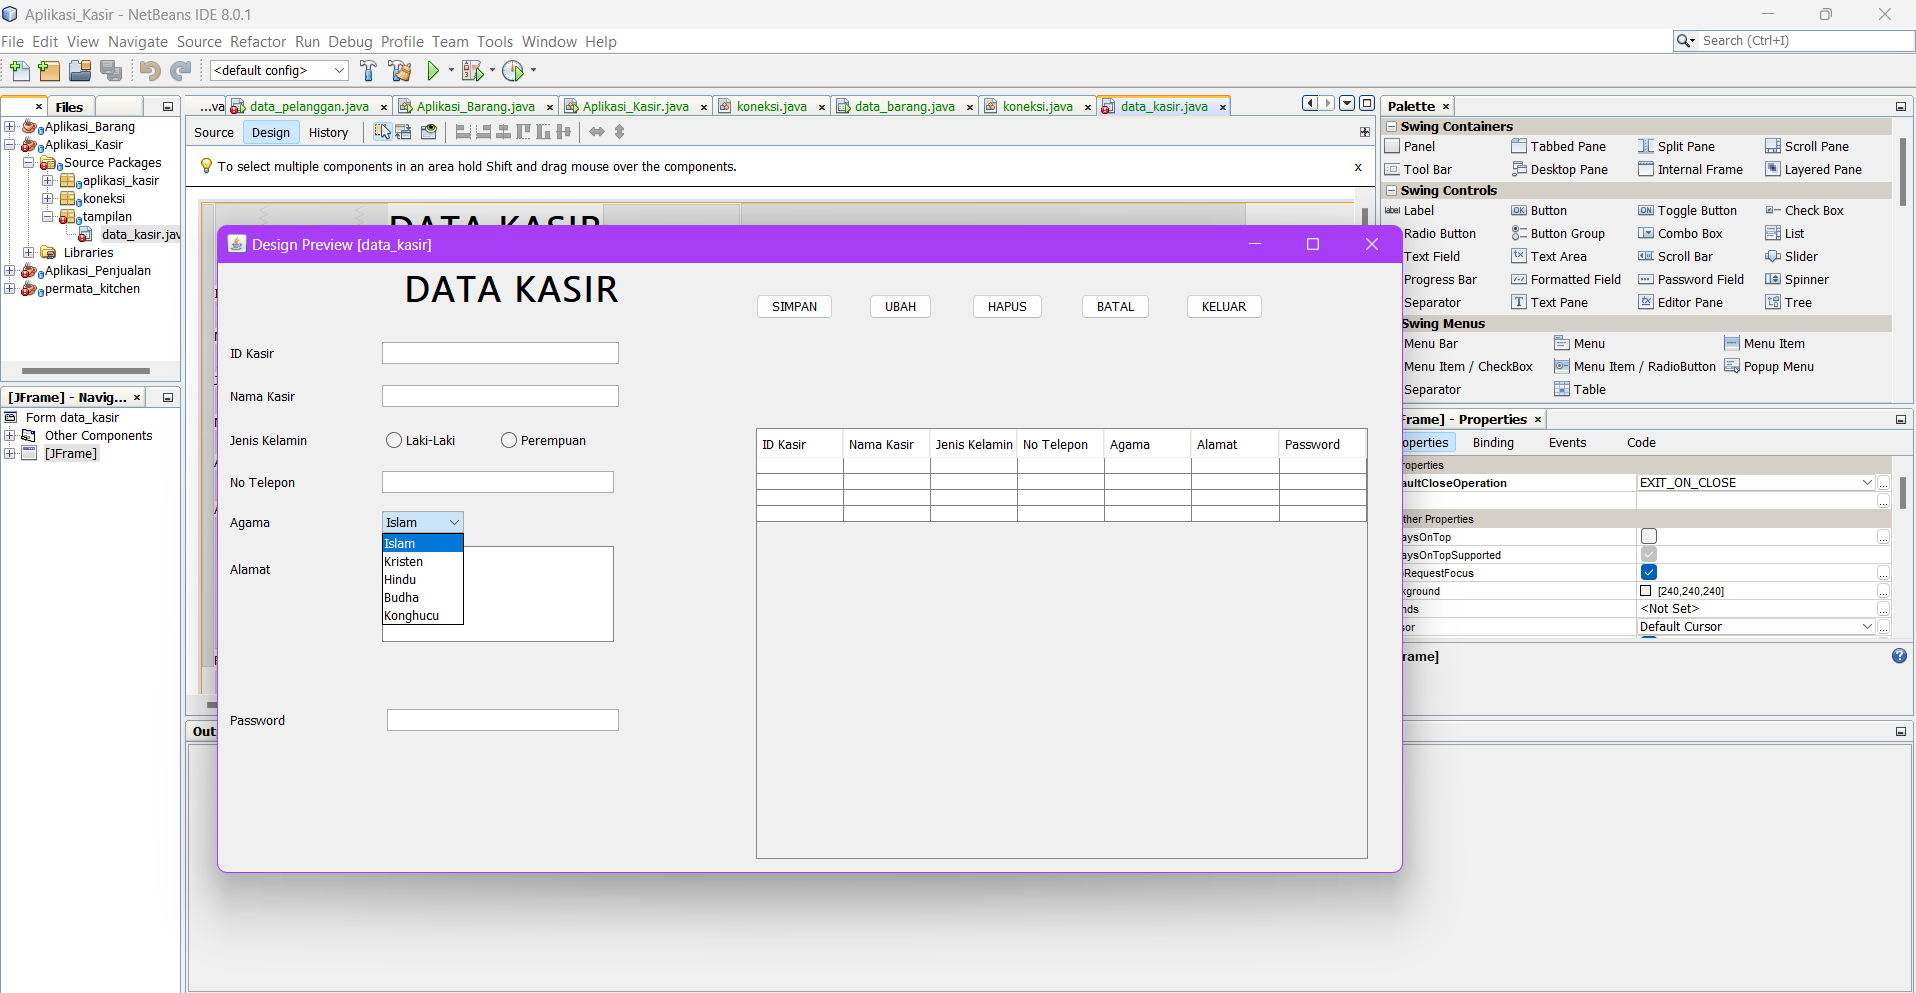 Aplikasi_Kasir - NetBeans IDE 8.0.1
File Edit View Navigate Source Refactor Run Debug Profile Team Tools Window Help
Search (Ctrl+I)
<default config>
Files
...va data_pelanggan.java Aplikasi_Barang.java Aplikasi_Kasir.java koneksi.java data_barang.java koneksi.java data_kasir.java
Source Design History
To select multiple components in an area hold Shift and drag mouse over the components.
Aplikasi_Barang
Aplikasi_Kasir
Source Packages
aplikasi_kasir
koneksi
tampilan
data_kasir.jav
Libraries
Aplikasi_Penjualan
permata_kitchen
[JFrame] - Navig...
Form data_kasir
Other Components
[JFrame]
DATA KASIR
Design Preview [data_kasir]
DATA KASIR
SIMPAN UBAH HAPUS BATAL KELUAR
ID Kasir
Nama Kasir
Jenis Kelamin Laki-Laki Perempuan
No Telepon
Agama Islam
Islam
Kristen
Hindu
Budha
Konghucu
Alamat
Password
ID Kasir Nama Kasir Jenis Kelamin No Telepon Agama Alamat Password
Out
Palette
Swing Containers
Panel Tabbed Pane Split Pane Scroll Pane
Tool Bar Desktop Pane Internal Frame Layered Pane
Swing Controls
label Label OK Button ON Toggle Button Check Box
Radio Button Button Group Combo Box List
Text Field Text Area Scroll Bar Slider
Progress Bar Formatted Field Password Field Spinner
Separator Text Pane Editor Pane Tree
Swing Menus
Menu Bar Menu Menu Item
Menu Item / CheckBox Menu Item / RadioButton Popup Menu
Separator Table
Frame] - Properties
operties Binding Events Code
roperties
aultCloseOperation EXIT_ON_CLOSE
ther Properties
aysOnTop
aysOnTopSupported
RequestFocus
kground [240,240,240]
nds <Not Set>
sor Default Cursor
rame]